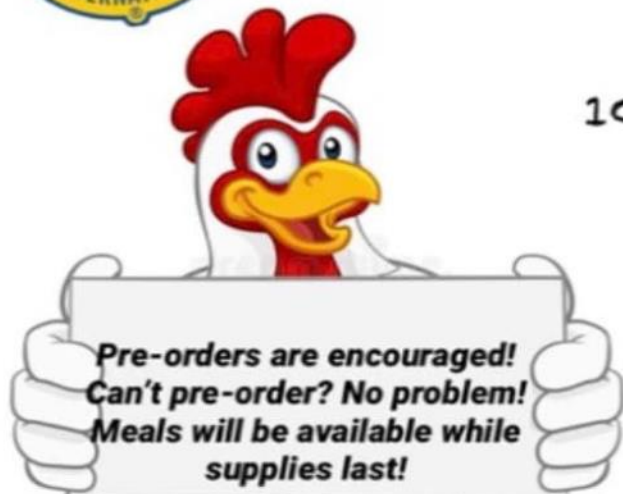 Pre-orders are encouraged!
Can't pre-order? No problem!
Meals will be available while
supplies last!